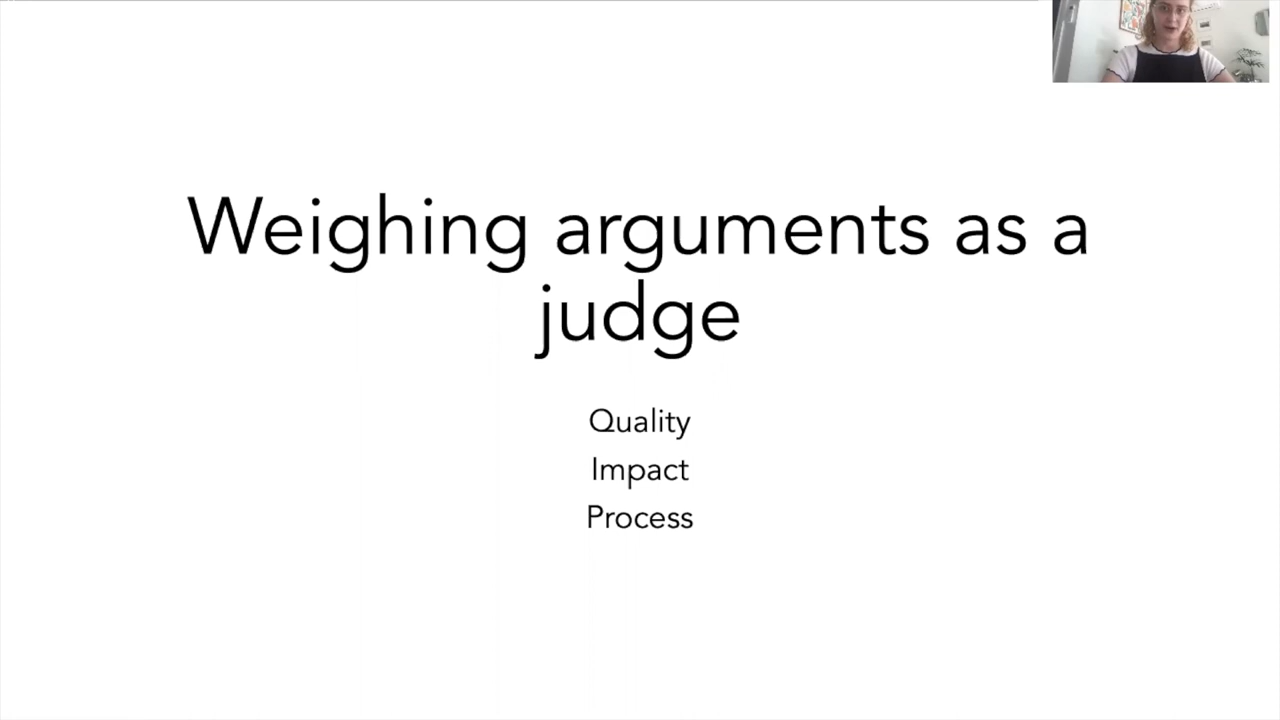 Weighing arguments as a
judge
Quality
Impact
Process